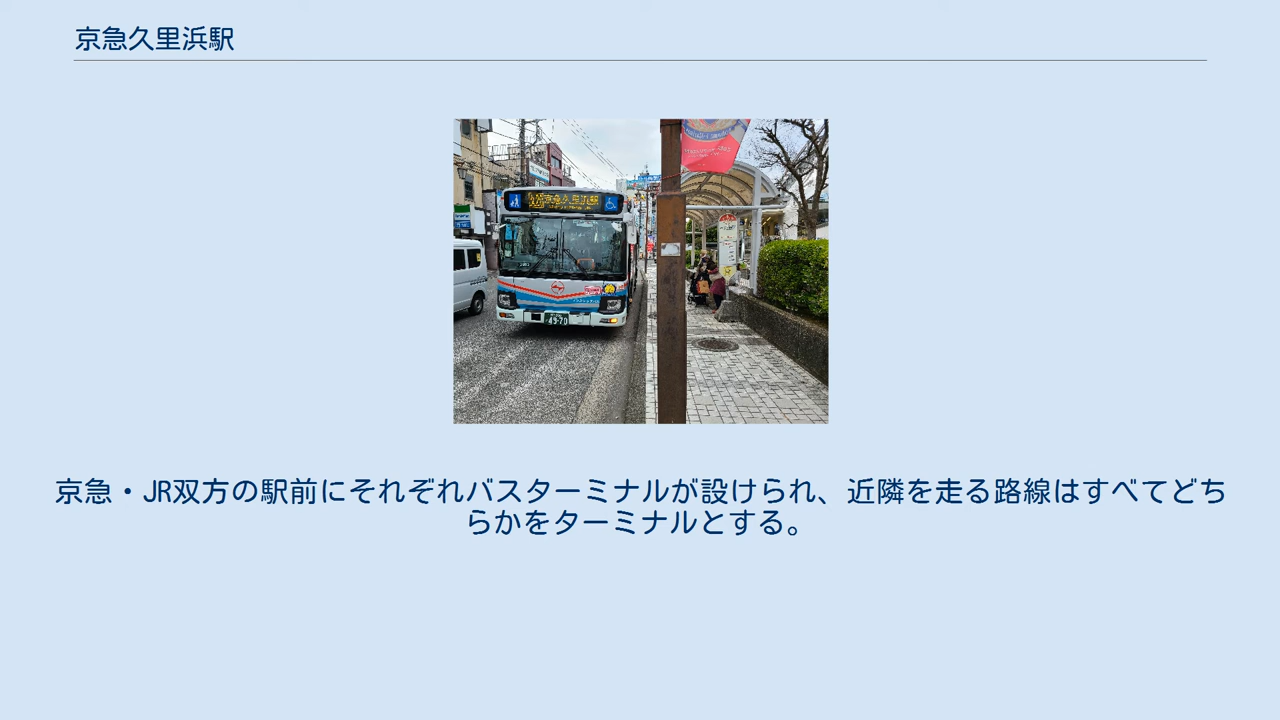 京急久里浜駅
49-70
京急・JR双方の駅前にそれぞれバスターミナルが設けられ、近隣を走る路線はすべてどち
らかをターミナルとする。